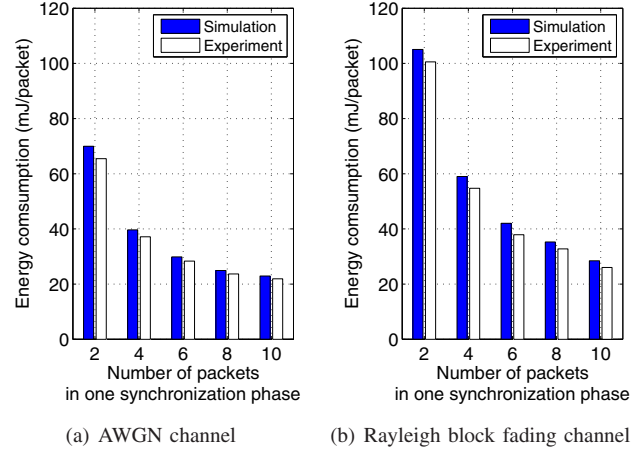 120
100
80
60
40
20
0
Energy comsumption (mJ/packet)
Simulation
Experiment
2 4 6 8 10
Number of packets
in one synchronization phase
(a) AWGN channel
120
100
80
60
40
20
0
Energy comsumption (mJ/packet)
Simulation
Experiment
2 4 6 8 10
Number of packets
in one synchronization phase
(b) Rayleigh block fading channel